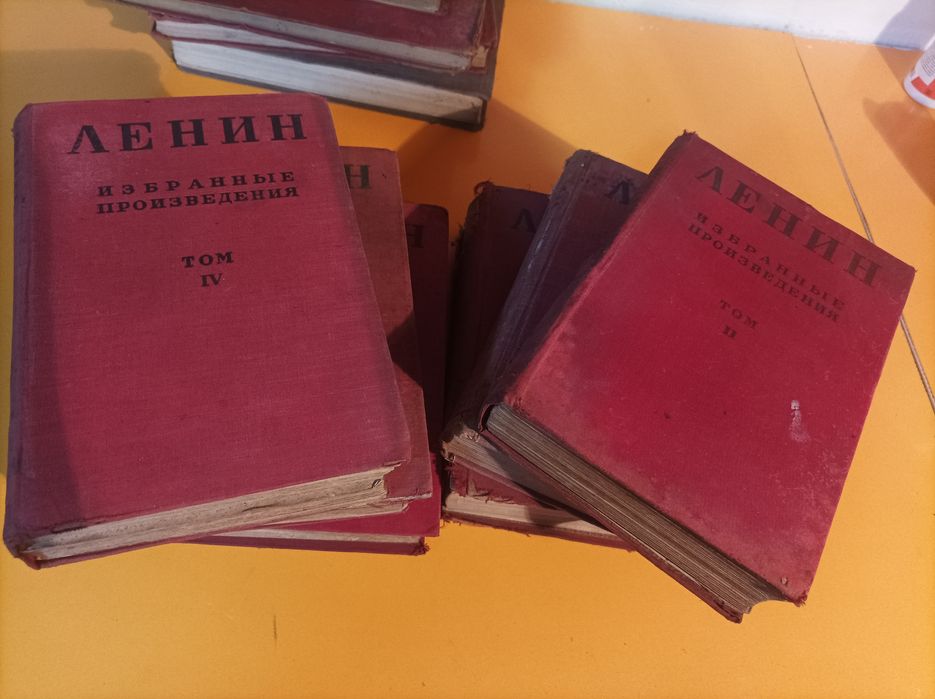 ЛЕНИН
ИЗБРАННЫЕ
ПРОИЗВЕДЕНИЯ
ТОМ
IV
ЛЕНИН
ИЗБРАННЫЕ
ПРОИЗВЕДЕНИЯ
ТОМ
II